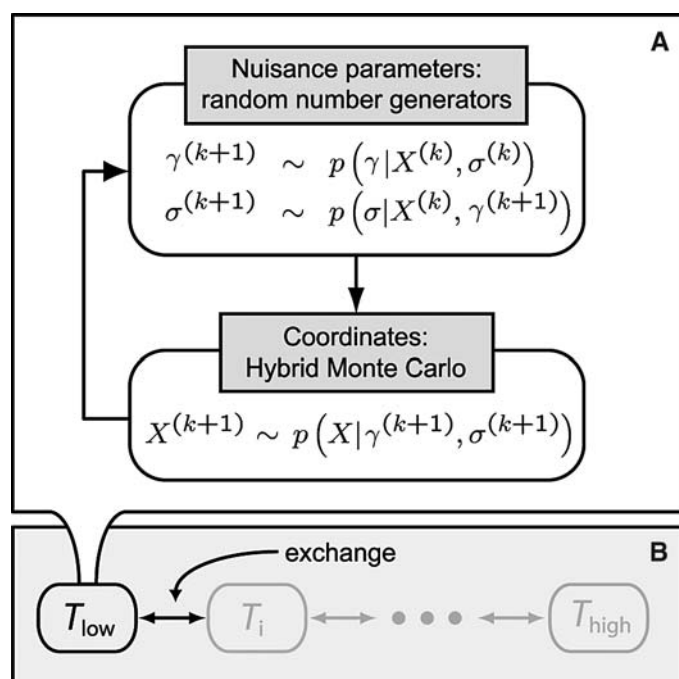 A
Nuisance parameters:
random number generators
γ^(k+1) ∼ p(γ|X^(k), σ^(k))
σ^(k+1) ∼ p(σ|X^(k), γ^(k+1))
Coordinates:
Hybrid Monte Carlo
X^(k+1) ∼ p(X|γ^(k+1), σ^(k+1))
B
exchange
T_low T_i ••• T_high